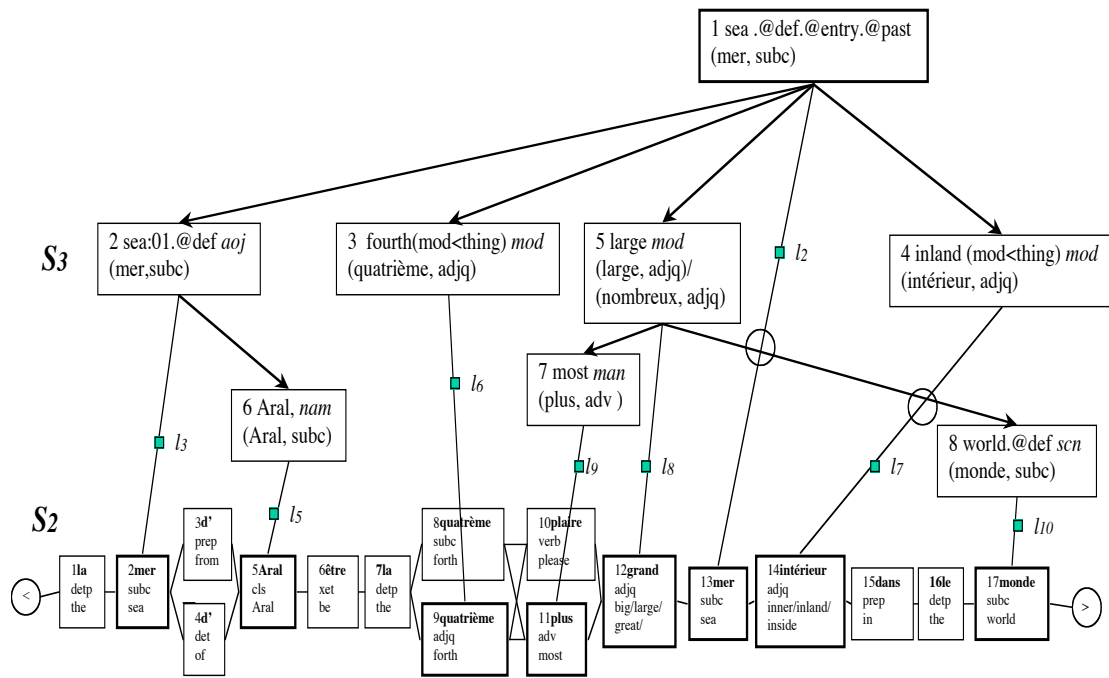 1 sea .@def.@entry.@past
(mer, subc)
2 sea:01.@def aoj
(mer,subc)
3 fourth(mod<thing) mod
(quatrième, adjq)
5 large mod
(large, adjq)/
(nombreux, adjq)
4 inland (mod<thing) mod
(intérieur, adjq)
S3
l2
7 most man
(plus, adv )
6 Aral, nam
(Aral, subc)
8 world.@def scn
(monde, subc)
l6
l3
l9
l8
l7
l5
l10
S2
<
1la
detp
the
2mer
subc
sea
3d'
prep
from
4d'
det
of
5Aral
cls
Aral
6être
xet
be
7la
detp
the
8quatrème
subc
forth
9quatrième
adjq
forth
10plaire
verb
please
11plus
adv
most
12grand
adjq
big/large/
great/
13mer
subc
sea
14intérieur
adjq
inner/inland/
inside
15dans
prep
in
16le
detp
the
17monde
subc
world
>